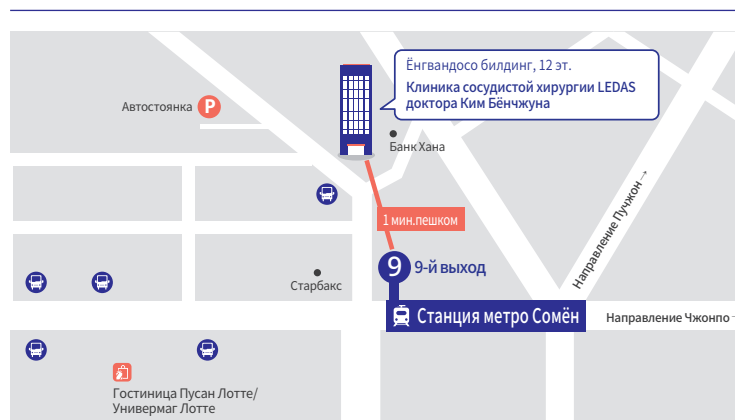 Ёнгвандосо билдинг, 12 эт.
Клиника сосудистой хирургии LEDAS
доктора Ким Бёнчжуна
Автостоянка P
Банк Хана
Направление Пучжон→
1 мин.пешком
9 9-й выход
Старбакс
Станция метро Сомён
Направление Чжонпо→
Гостиница Пусан Лотте/
Универмаг Лотте